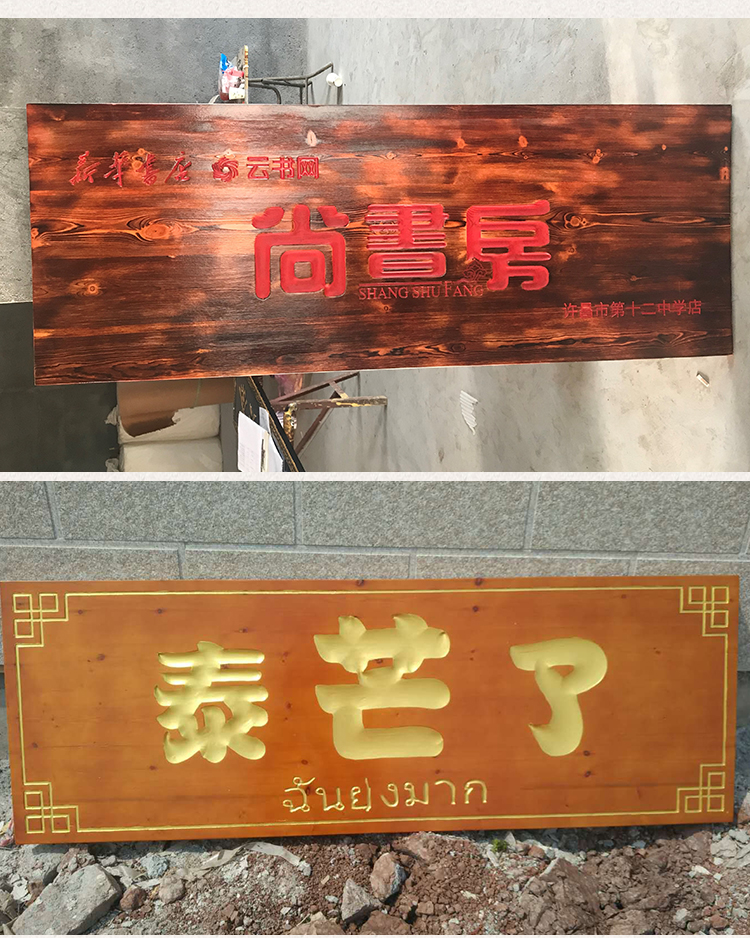 新华书店 云书网
尚書房
SHANG SHU FANG
许昌市第十二中学店
泰芒了
ฉันยุ่งมาก